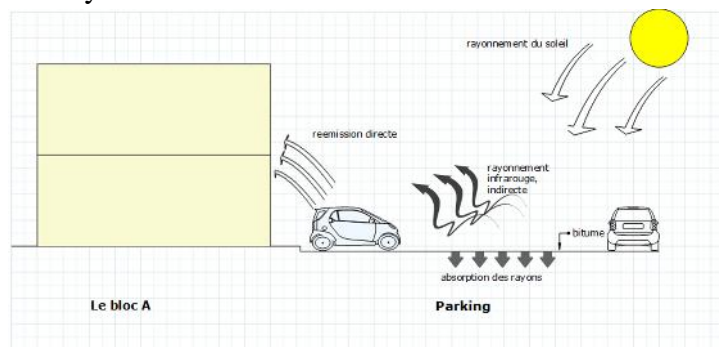 rayonnement du soleil
reemission directe
rayonnement
infrarouge,
indirecte
bitume
absorption des rayons
Le bloc A
Parking